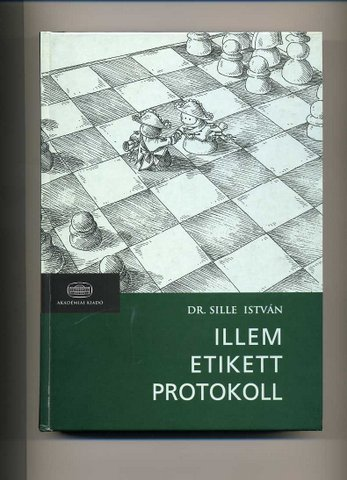 AKADÉMIAI KIADÓ
DR. SILLE ISTVÁN
ILLEM
ETIKETT
PROTOKOLL